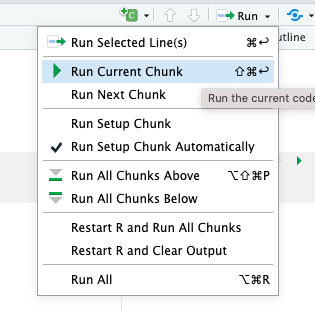 Run
Run Selected Line(s) ⌘↩
utline
Run Current Chunk ⇧⌘↩
Run Next Chunk
Run the current code
Run Setup Chunk
Run Setup Chunk Automatically
Run All Chunks Above ⌥⇧⌘P
Run All Chunks Below
Restart R and Run All Chunks
Restart R and Clear Output
Run All ⌥⌘R